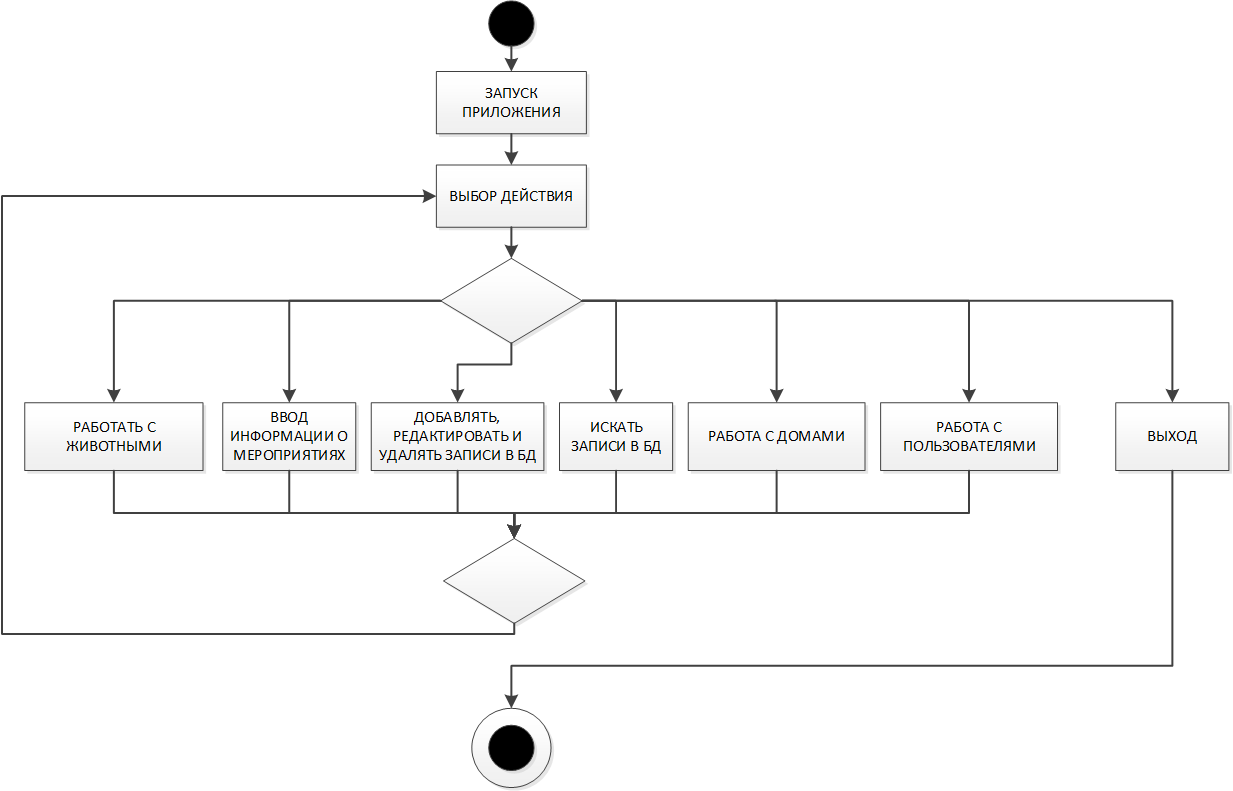 ЗАПУСК
ПРИЛОЖЕНИЯ
ВЫБОР ДЕЙСТВИЯ
РАБОТАТЬ С
ЖИВОТНЫМИ
ВВОД
ИНФОРМАЦИИ О
МЕРОПРИЯТИЯХ
ДОБАВЛЯТЬ,
РЕДАКТИРОВАТЬ И
УДАЛЯТЬ ЗАПИСИ В БД
ИСКАТЬ
ЗАПИСИ В БД
РАБОТА С ДОМАМИ
РАБОТА С
ПОЛЬЗОВАТЕЛЯМИ
ВЫХОД